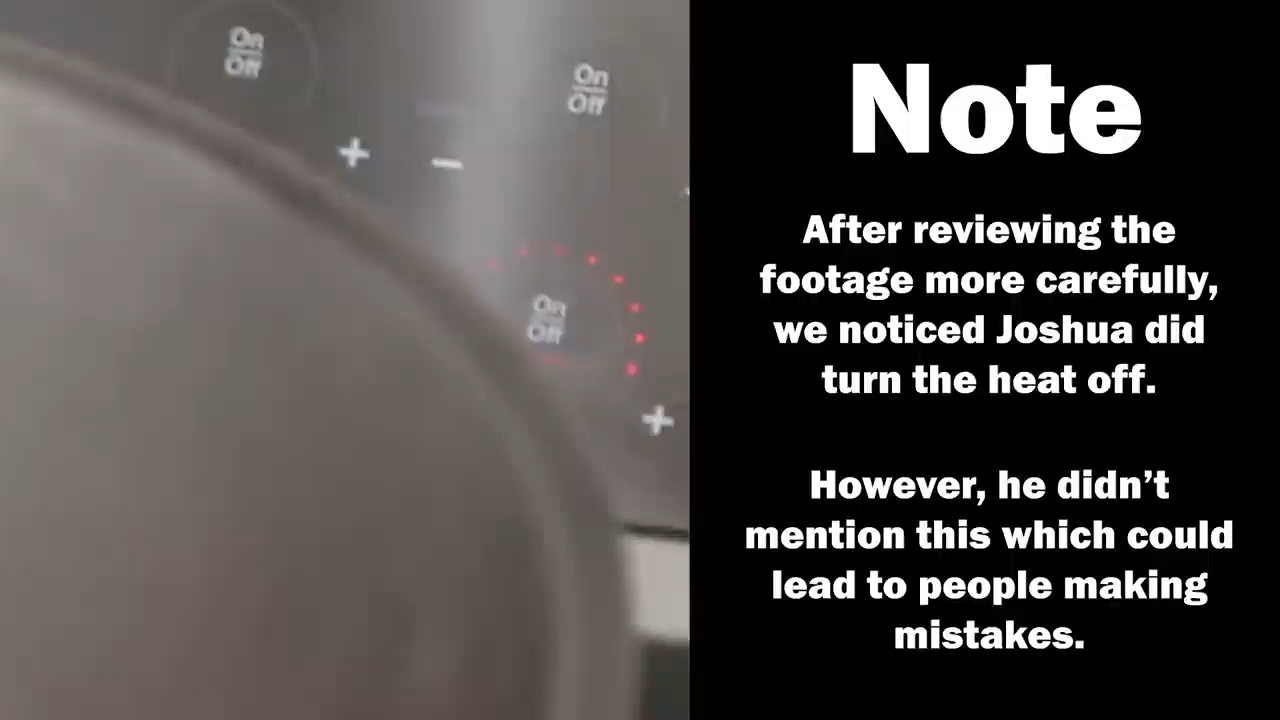 On
Off
On
Off
+
−
On
Off
+
Note
After reviewing the
footage more carefully,
we noticed Joshua did
turn the heat off.
However, he didn’t
mention this which could
lead to people making
mistakes.